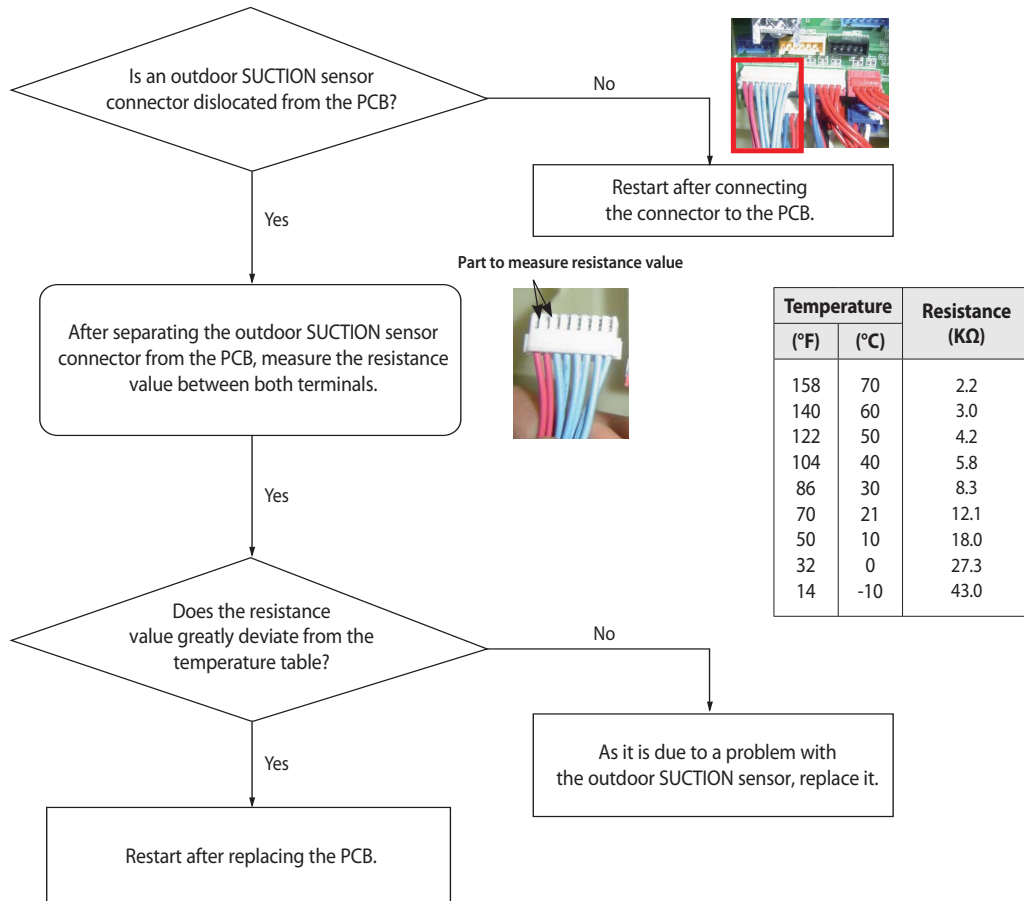 Is an outdoor SUCTION sensor
connector dislocated from the PCB?
No
Restart after connecting
the connector to the PCB.
Yes
Part to measure resistance value
After separating the outdoor SUCTION sensor
connector from the PCB, measure the resistance
value between both terminals.
Temperature Resistance
(KΩ)
(°F) (°C)
158 70 2.2
140 60 3.0
122 50 4.2
104 40 5.8
86 30 8.3
70 21 12.1
50 10 18.0
32 0 27.3
14 -10 43.0
Yes
Does the resistance
value greatly deviate from the
temperature table?
No
As it is due to a problem with
the outdoor SUCTION sensor, replace it.
Yes
Restart after replacing the PCB.